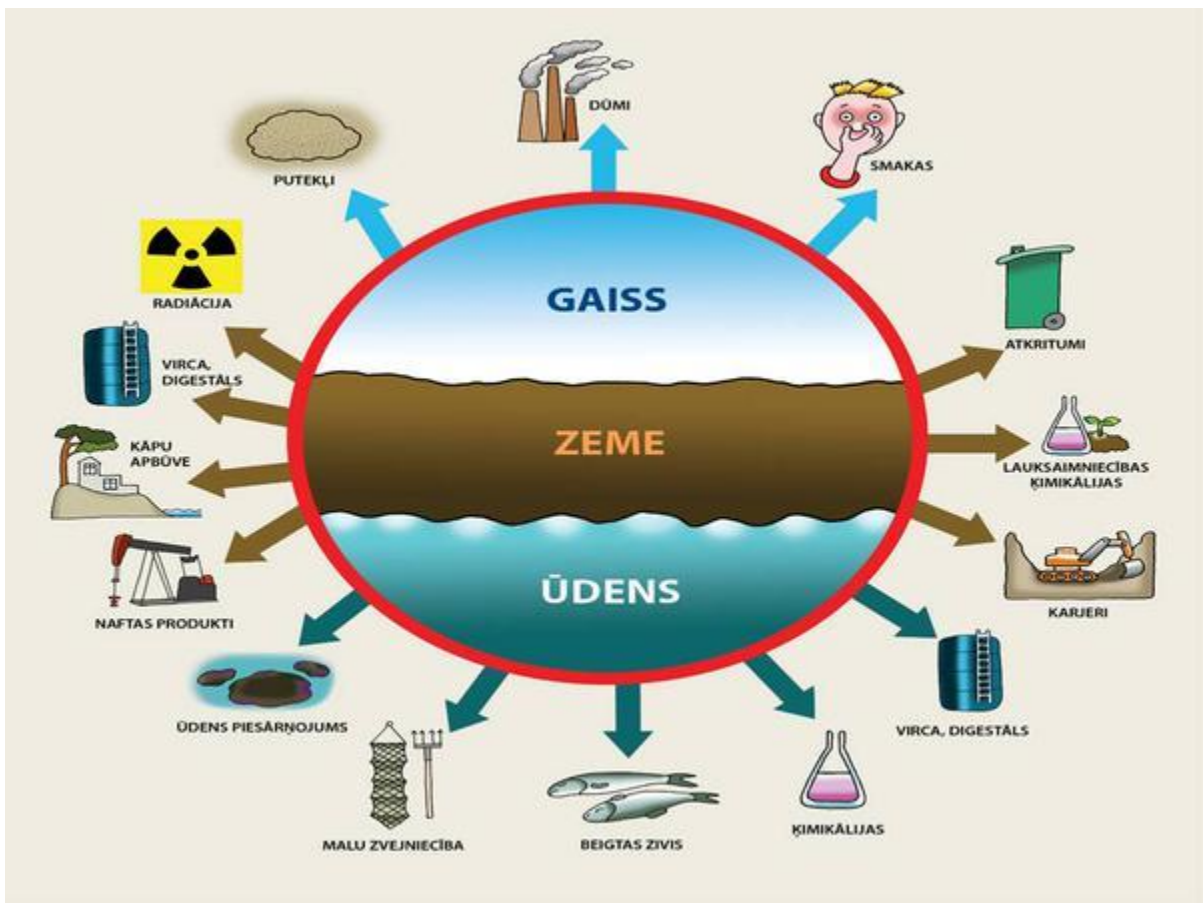 DŪMI
SMAKAS
PUTEKĻI
GAISS
RADIĀCIJA
ATKRITUMI
VIRCA,
DIGESTĀLS
ZEME
KĀPU
APBŪVE
LAUKSAIMNIECĪBAS
ĶIMIKĀLIJAS
ŪDENS
NAFTAS PRODUKTI
KARJERI
ŪDENS PIESĀRŅOJUMS
VIRCA, DIGESTĀLS
MALU ZVEJNIECĪBA
BEIGTAS ZIVIS
ĶIMIKĀLIJAS